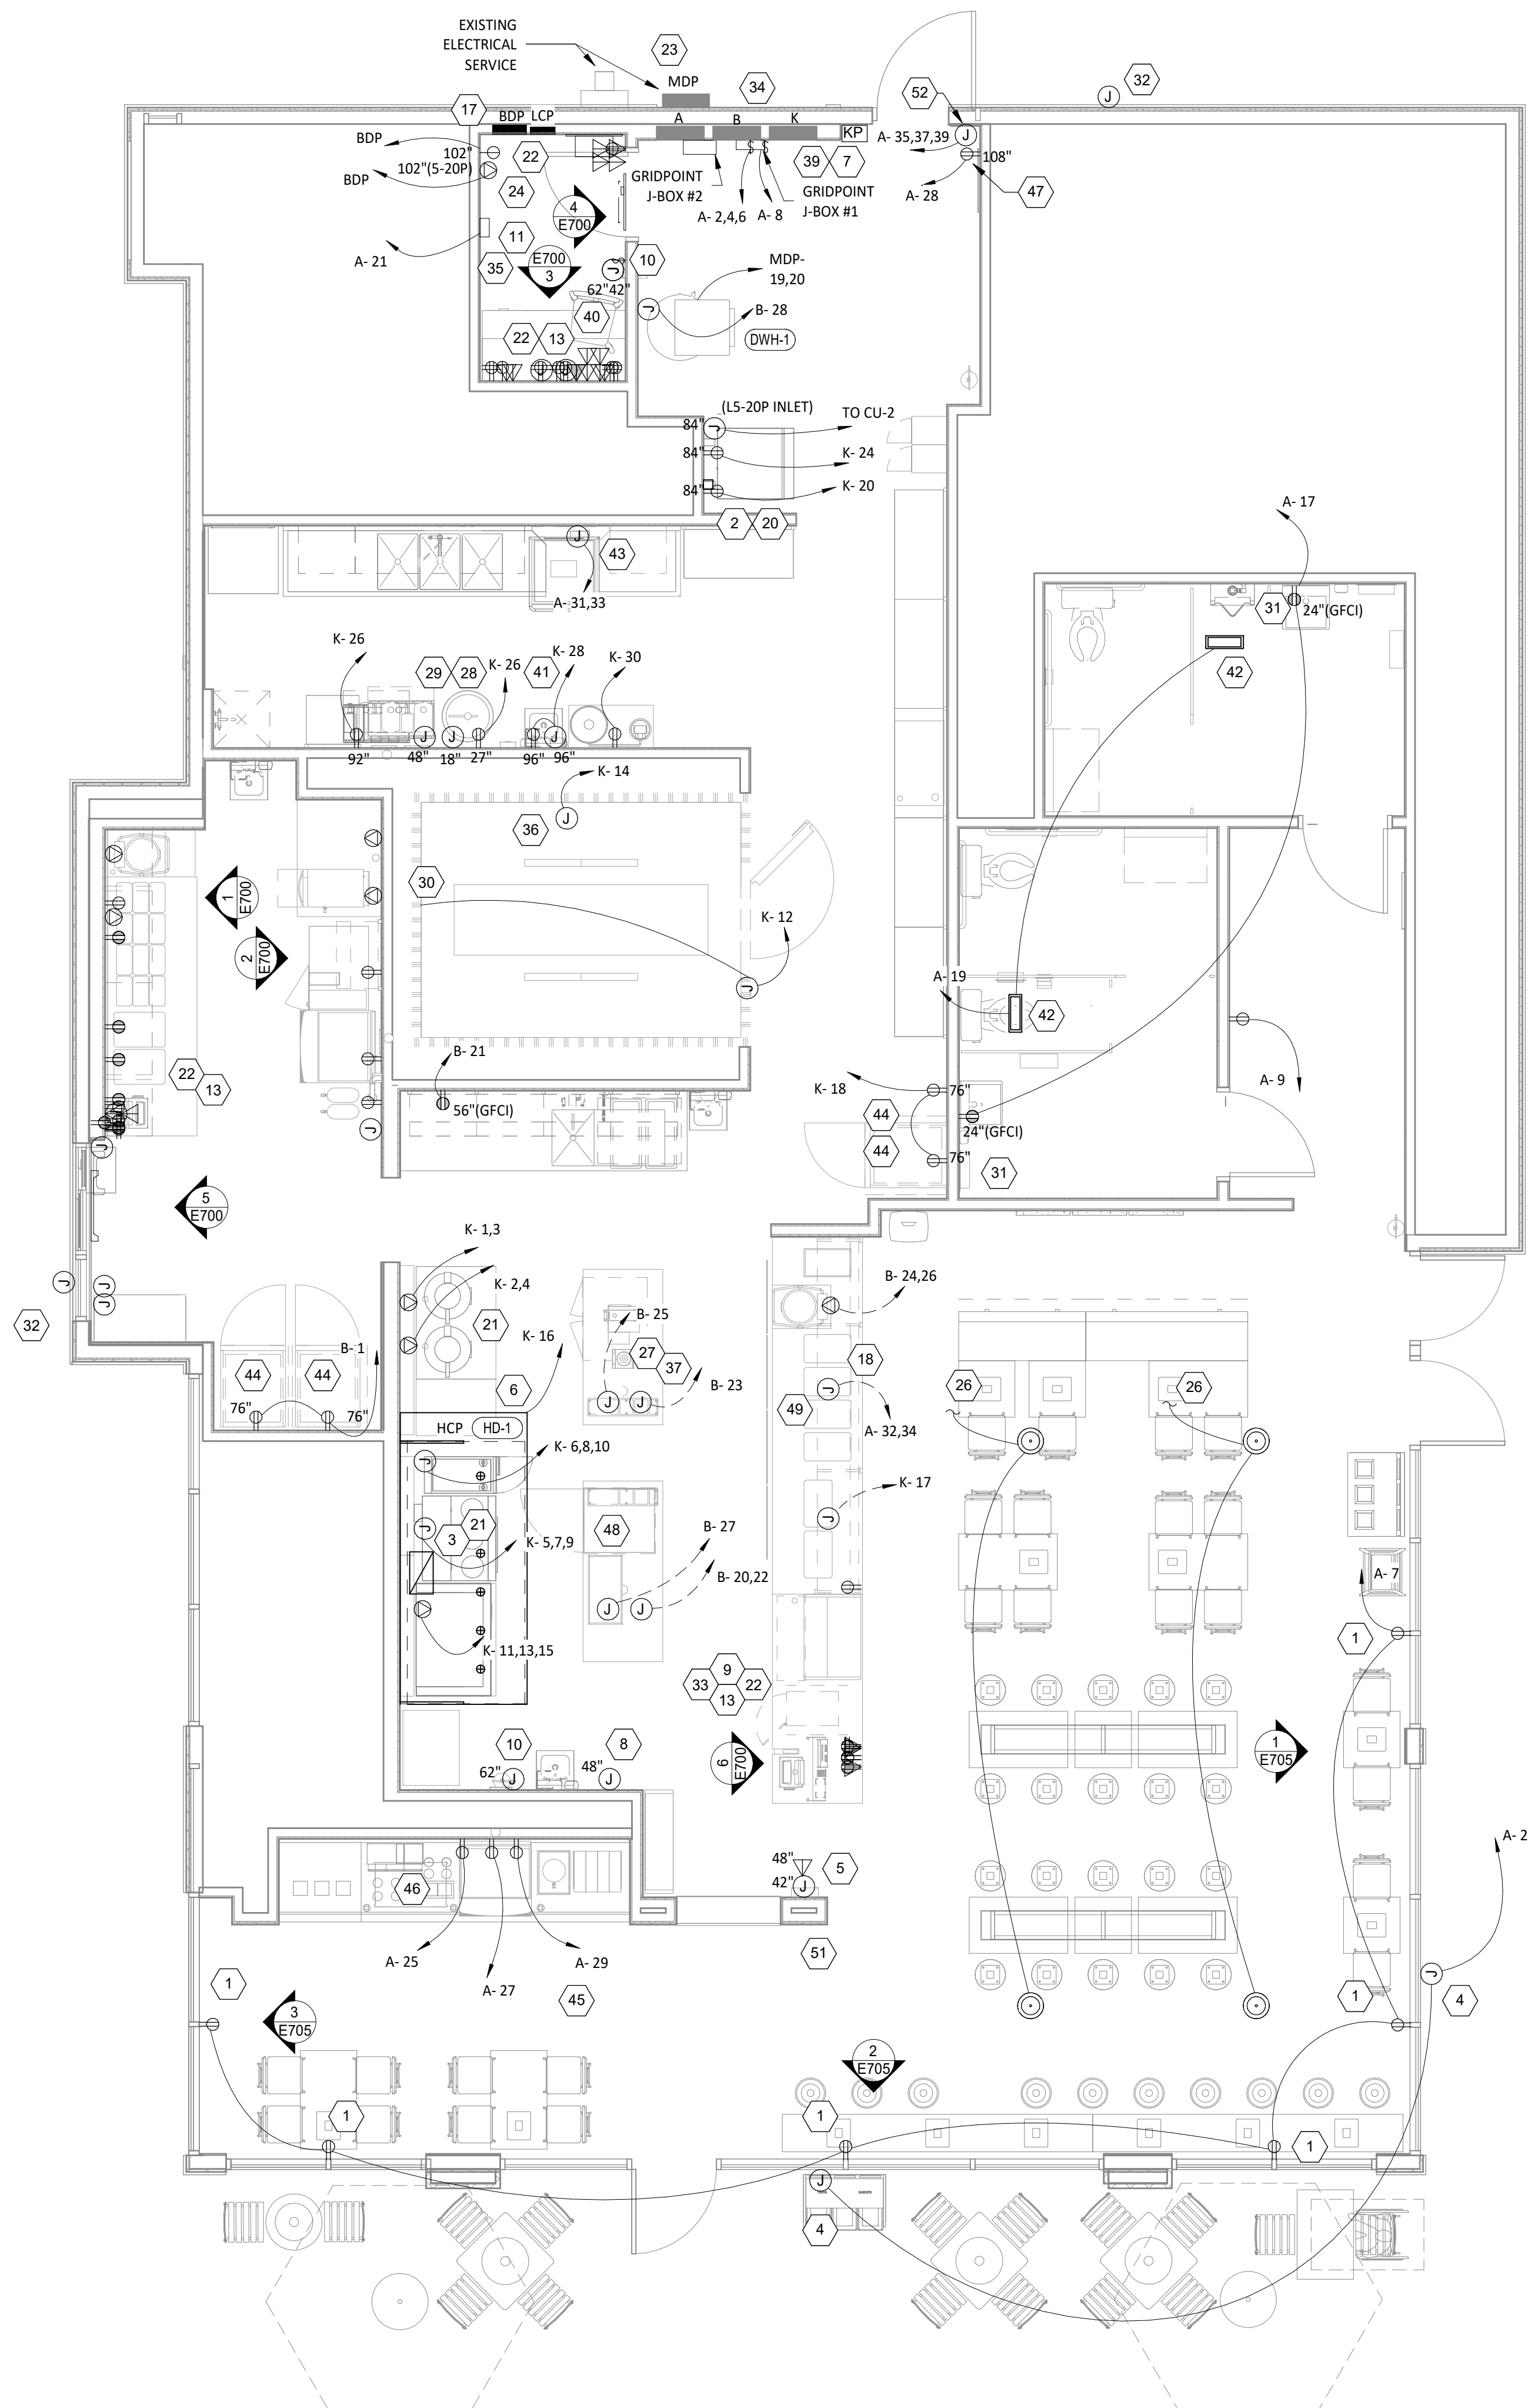 EXISTING
ELECTRICAL
SERVICE
23
MDP
34
32
J
17
BDP LCP
A
B
K
KP
52
J
A- 35,37,39
BDP
102"
102"(5-20P)
BDP
22
24
GRIDPOINT
J-BOX #2
39
7
GRIDPOINT
J-BOX #1
108"
A- 28
47
4
E700
A- 2,4,6
A- 8
11
A- 21
35
E700
3
J
10
62"42"
MDP-
19,20
40
J
B- 28
22
13
DWH-1
J
J
(L5-20P INLET)
84"
J
TO CU-2
84"
K- 24
84"
K- 20
2
20
A- 17
J
43
A- 31,33
31
24"(GFCI)
42
K- 26
29
28
K- 26
41
K- 28
K- 30
J
J
J
92"
48"
18"
27"
96"
96"
K- 14
36
J
30
1
E700
K- 12
2
E700
J
A- 19
42
22
13
B- 21
56"(GFCI)
K- 18
76"
A- 9
44
44
24"(GFCI)
76"
31
J
J
5
E700
K- 1,3
K- 2,4
J
J
J
32
21
B- 25
K- 16
27
37
B- 24,26
B- 1
44
44
6
B- 23
18
J
J
J
49
26
26
76"
76"
A- 32,34
HCP
HD-1
K- 6,8,10
J
K- 17
J
J
3
21
48
B- 27
K- 5,7,9
B- 20,22
J
J
A- 7
K- 11,13,15
1
9
33
22
13
10
8
62"
J
48"
J
6
E700
1
E705
A- 2
48"
42"
J
5
46
A- 25
A- 29
A- 27
45
51
1
1
J
4
3
E705
2
E705
1
1
1
J
4